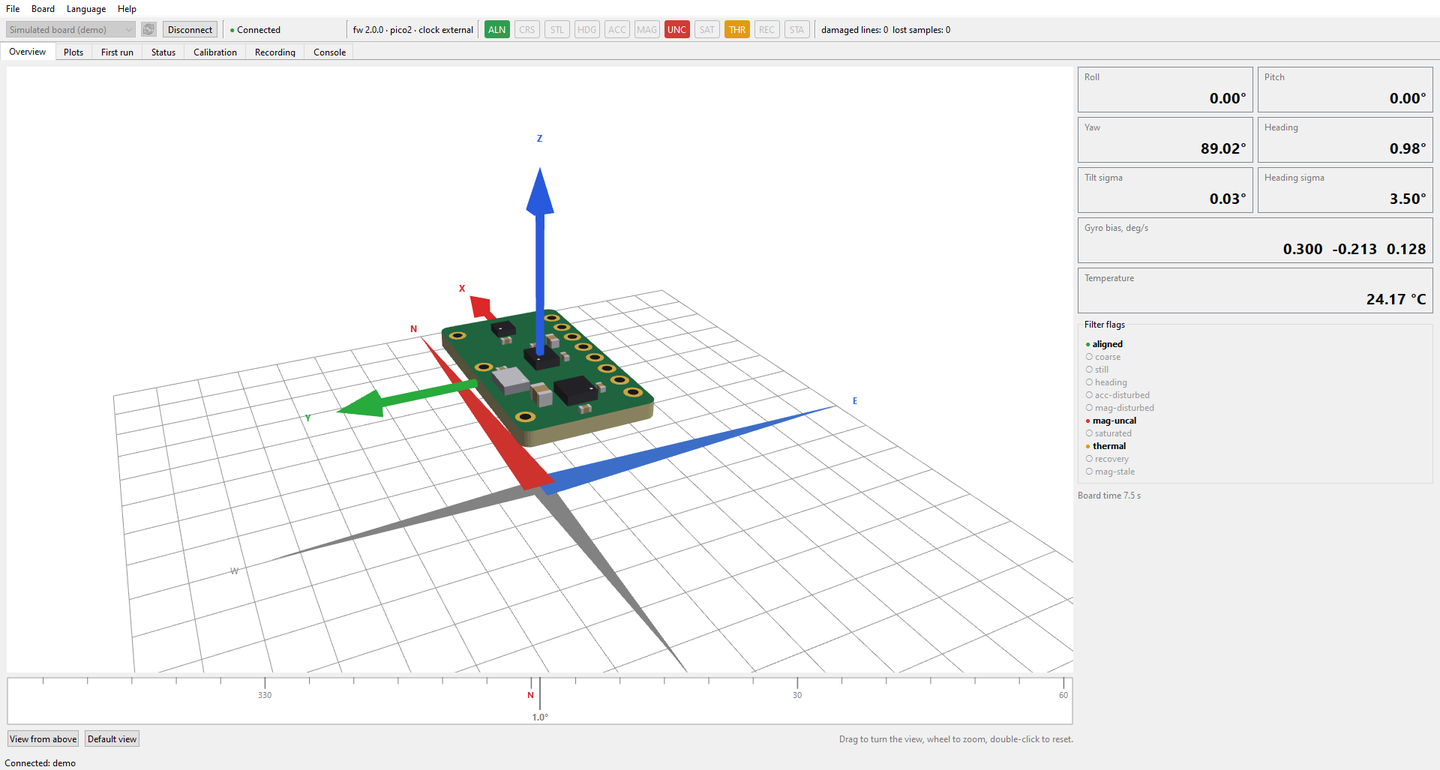 File Board Language Help
Simulated board (demo) Disconnect ● Connected fw 2.0.0 · pico2 · clock external ALN CRS STL HDG ACC MAG UNC SAT THR REC STA damaged lines: 0 lost samples: 0
Overview Plots First run Status Calibration Recording Console
Z
X
N
Y
E
W
330 N 30 60
1.0°
View from above Default view Drag to turn the view, wheel to zoom, double-click to reset.
Roll Pitch
0.00° 0.00°
Yaw Heading
89.02° 0.98°
Tilt sigma Heading sigma
0.03° 3.50°
Gyro bias, deg/s
0.300 -0.213 0.128
Temperature
24.17 °C
Filter flags
aligned
coarse
still
heading
acc-disturbed
mag-disturbed
mag-uncal
saturated
thermal
recovery
mag-stale
Board time 7.5 s
Connected: demo